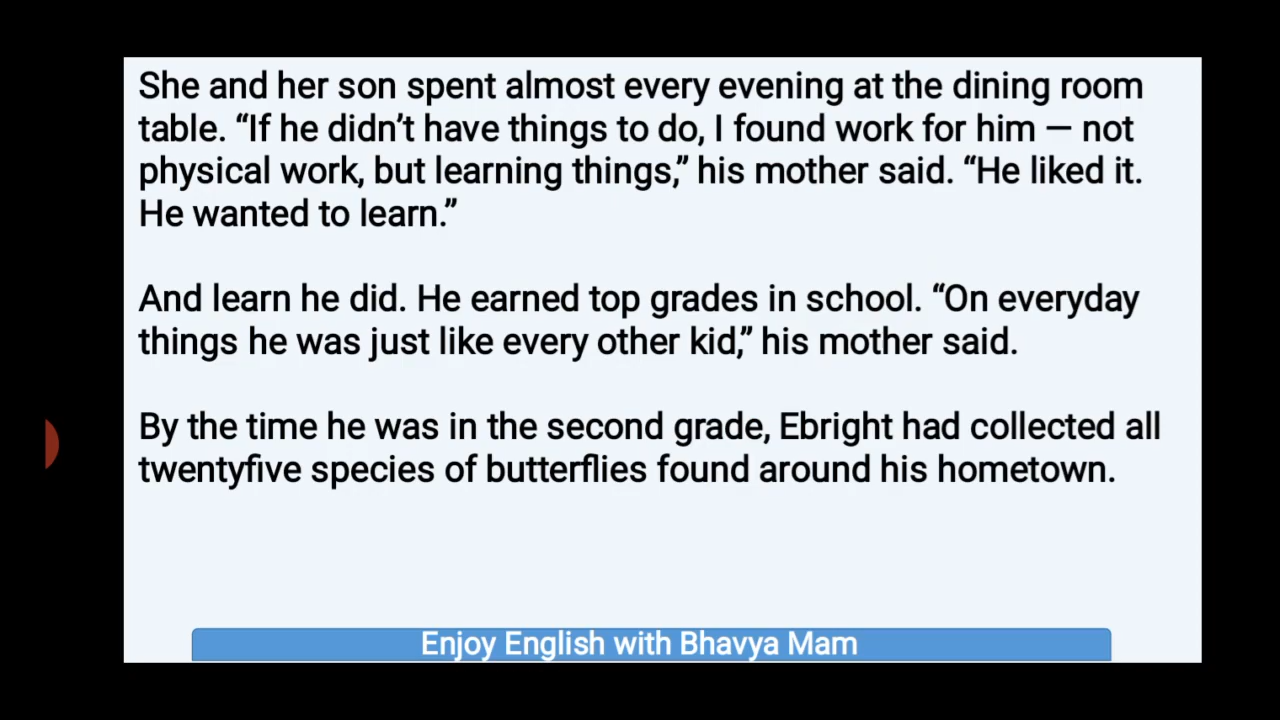 She and her son spent almost every evening at the dining room
table. “If he didn’t have things to do, I found work for him — not
physical work, but learning things,” his mother said. “He liked it.
He wanted to learn.”
And learn he did. He earned top grades in school. “On everyday
things he was just like every other kid,” his mother said.
By the time he was in the second grade, Ebright had collected all
twentyfive species of butterflies found around his hometown.
Enjoy English with Bhavya Mam